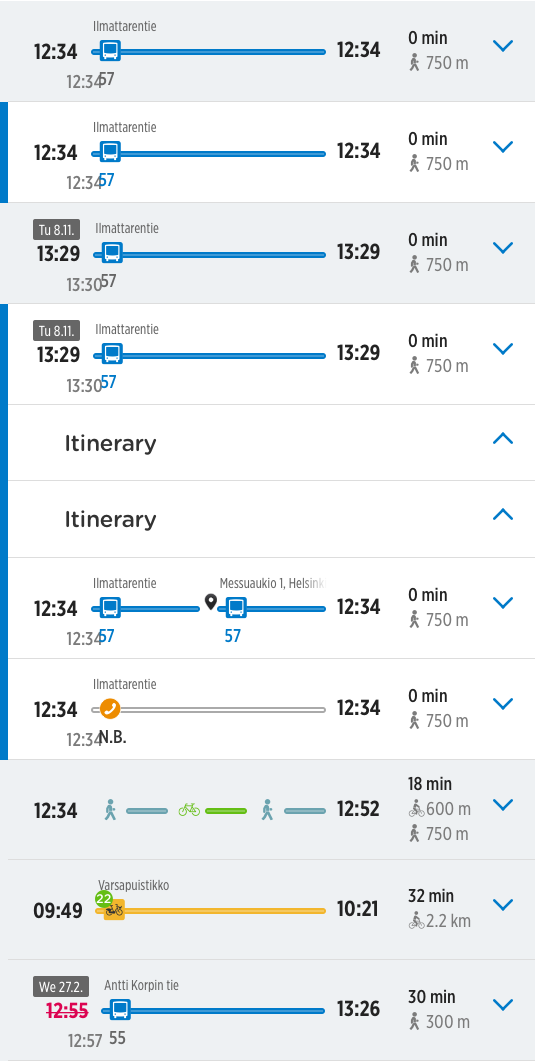 Ilmattarentie
12:34 12:34 0 min
750 m
12:34 57
Ilmattarentie
12:34 12:34 0 min
750 m
12:34 57
Tu 8.11. Ilmattarentie
13:29 13:29 0 min
750 m
13:30 57
Tu 8.11. Ilmattarentie
13:29 13:29 0 min
750 m
13:30 57
Itinerary
Itinerary
Ilmattarentie Messuaukio 1, Helsink
12:34 12:34 0 min
750 m
12:34 57 57
Ilmattarentie
12:34 12:34 0 min
750 m
12:34 N.B.
18 min
12:34 12:52 600 m
750 m
Varsapuistikko
22
09:49 10:21 32 min
2.2 km
We 27.2. Antti Korpin tie
12:55 13:26 30 min
300 m
12:57 55